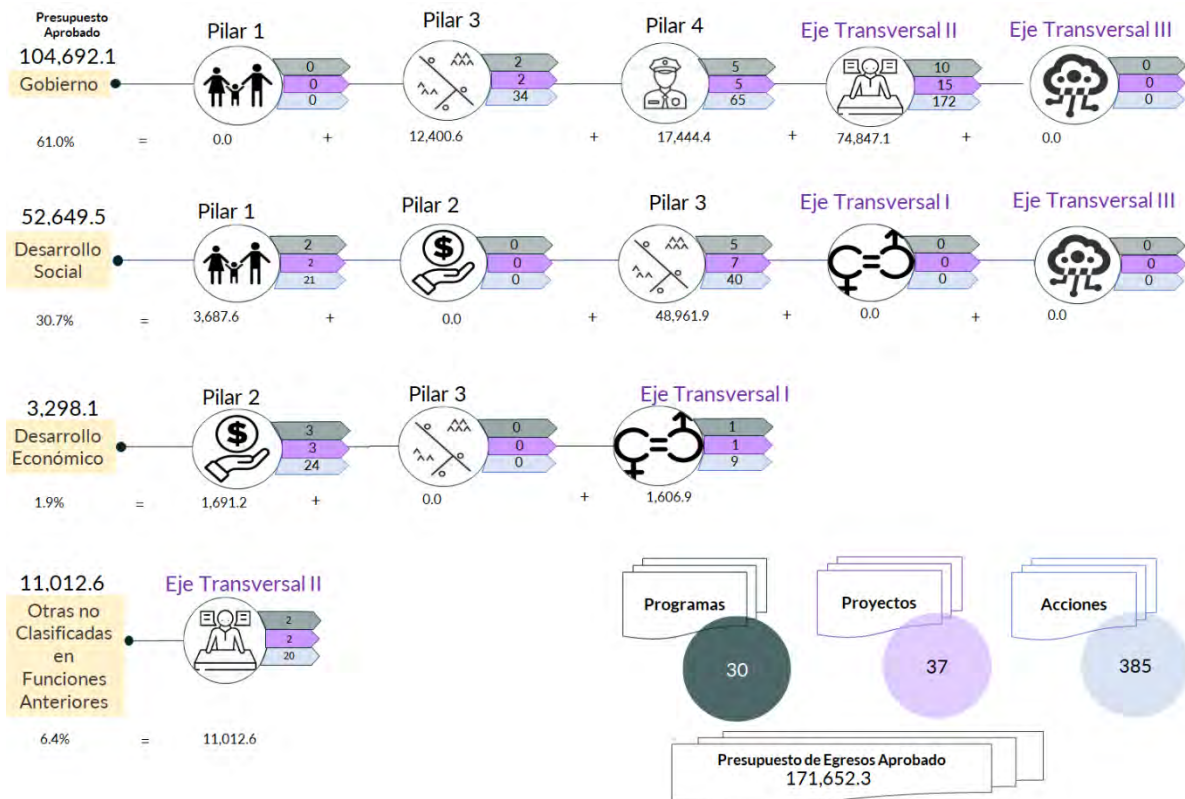 Presupuesto
Aprobado
104,692.1
Gobierno
Pilar 1
0
0
0
Pilar 3
2
2
34
Pilar 4
5
5
65
Eje Transversal II
10
15
172
Eje Transversal III
0
0
0
61.0% = 0.0 + 12,400.6 + 17,444.4 + 74,847.1 + 0.0
52,649.5
Desarrollo
Social
Pilar 1
2
2
21
Pilar 2
$
0
0
0
Pilar 3
5
7
40
Eje Transversal I
0
0
0
Eje Transversal III
0
0
0
30.7% = 3,687.6 + 0.0 + 48,961.9 + 0.0 + 0.0
3,298.1
Desarrollo
Económico
Pilar 2
$
3
3
24
Pilar 3
0
0
0
Eje Transversal I
1
1
9
1.9% = 1,691.2 + 0.0 + 1,606.9
11,012.6
Otras no
Clasificadas
en
Funciones
Anteriores
Eje Transversal II
2
2
20
6.4% = 11,012.6
Programas
30
Proyectos
37
Acciones
385
Presupuesto de Egresos Aprobado
171,652.3